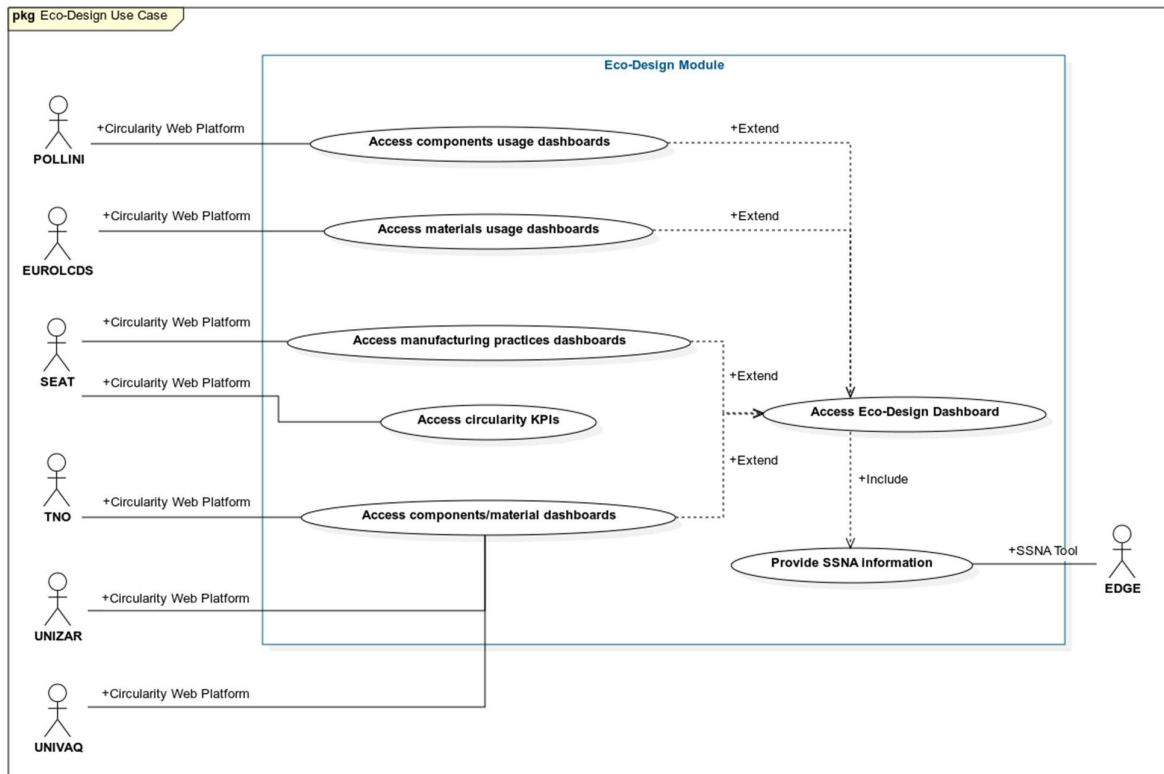 pkg Eco-Design Use Case
Eco-Design Module
+Circularity Web Platform
POLLINI
Access components usage dashboards
+Extend
+Circularity Web Platform
EUROLCDS
Access materials usage dashboards
+Extend
+Circularity Web Platform
SEAT
Access manufacturing practices dashboards
+Extend
+Circularity Web Platform
Access circularity KPIs
Access Eco-Design Dashboard
+Extend
+Include
+Circularity Web Platform
TNO
Access components/material dashboards
Provide SSNA information
+SSNA Tool
EDGE
+Circularity Web Platform
UNIZAR
+Circularity Web Platform
UNIVAQ